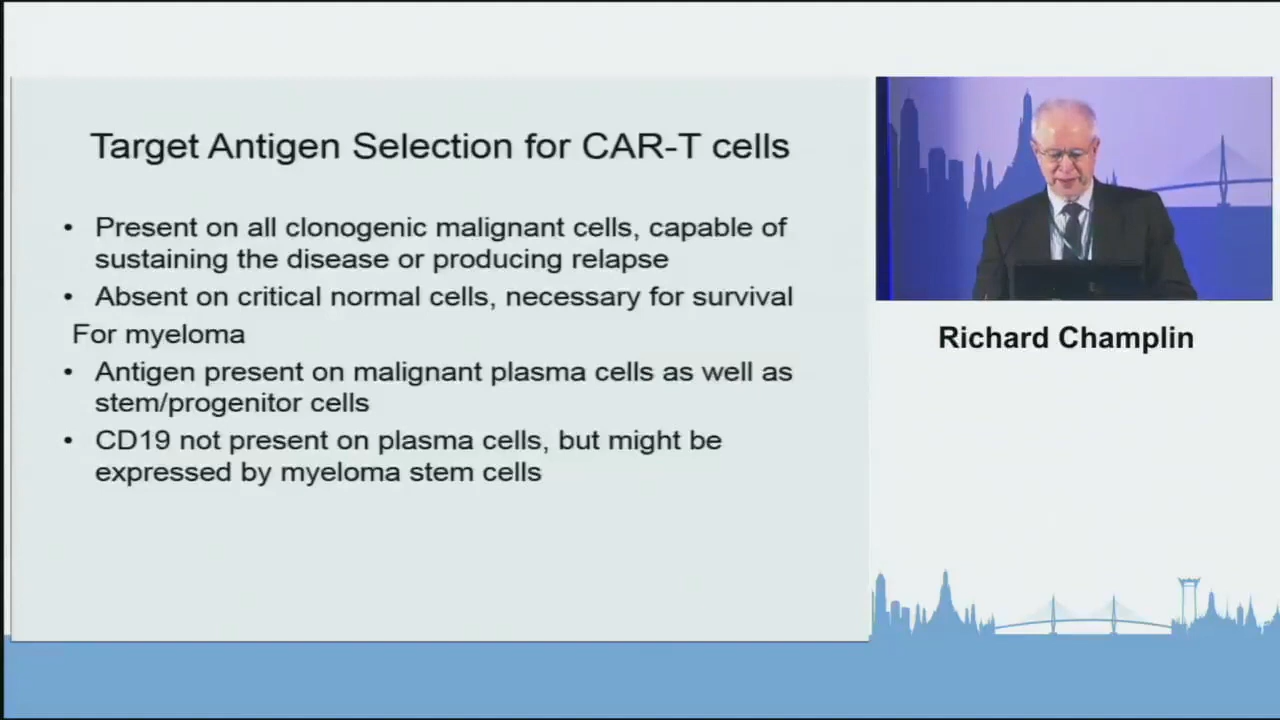 Target Antigen Selection for CAR-T cells
• Present on all clonogenic malignant cells, capable of
sustaining the disease or producing relapse
• Absent on critical normal cells, necessary for survival
For myeloma
• Antigen present on malignant plasma cells as well as
stem/progenitor cells
• CD19 not present on plasma cells, but might be
expressed by myeloma stem cells
Richard Champlin